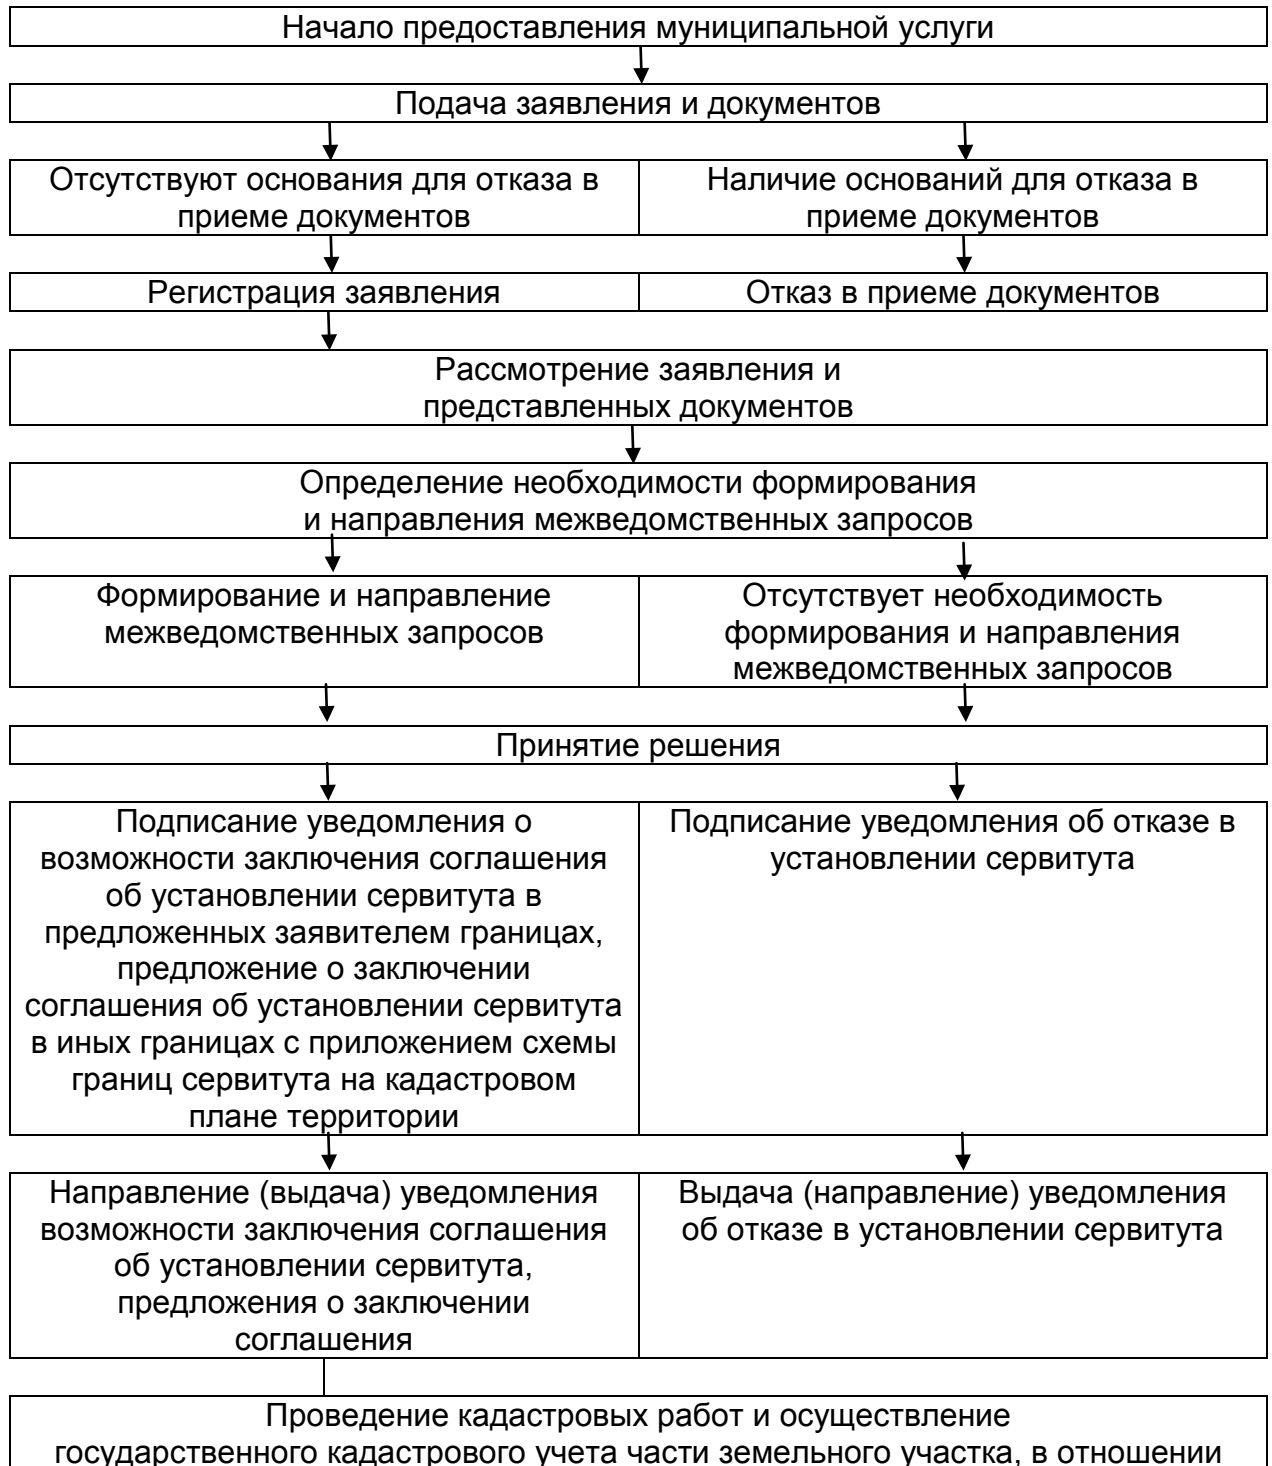 Начало предоставления муниципальной услуги
Подача заявления и документов
Отсутствуют основания для отказа в
приеме документов
Наличие оснований для отказа в
приеме документов
Регистрация заявления
Отказ в приеме документов
Рассмотрение заявления и
представленных документов
Определение необходимости формирования
и направления межведомственных запросов
Формирование и направление
межведомственных запросов
Отсутствует необходимость
формирования и направления
межведомственных запросов
Принятие решения
Подписание уведомления о
возможности заключения соглашения
об установлении сервитута в
предложенных заявителем границах,
предложение о заключении
соглашения об установлении сервитута
в иных границах с приложением схемы
границ сервитута на кадастровом
плане территории
Подписание уведомления об отказе в
установлении сервитута
Направление (выдача) уведомления
возможности заключения соглашения
об установлении сервитута,
предложения о заключении
соглашения
Выдача (направление) уведомления
об отказе в установлении сервитута
Проведение кадастровых работ и осуществление
государственного кадастрового учета части земельного участка, в отношении